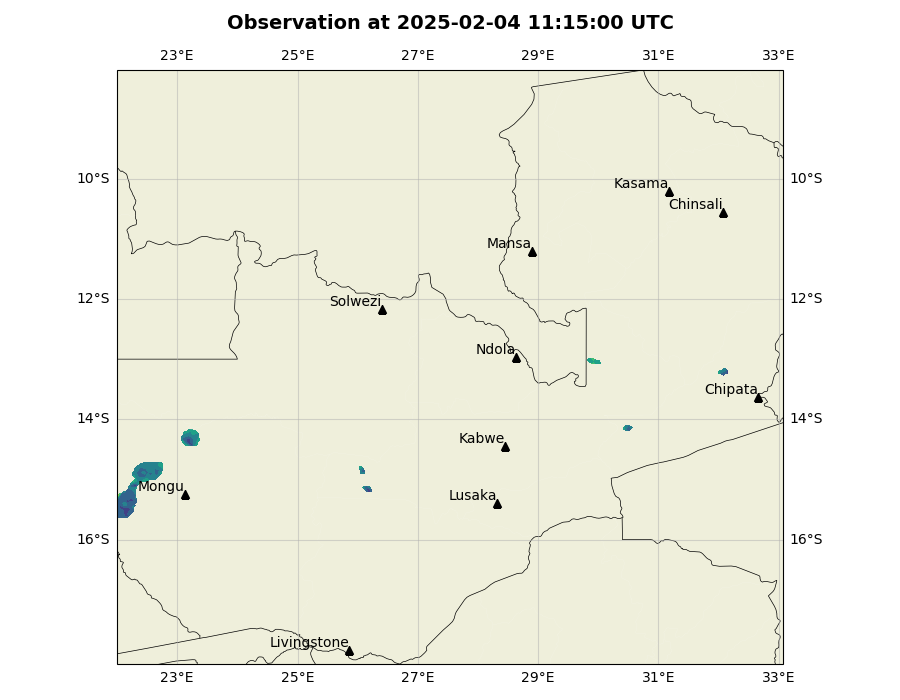 Observation at 2025-02-04 11:15:00 UTC
23°E 25°E 27°E 29°E 31°E 33°E
10°S 10°S
Kasama
Chinsali
Mansa
12°S 12°S
Solwezi
Ndola
Chipata
14°S 14°S
Kabwe
Mongu
Lusaka
16°S 16°S
Livingstone
23°E 25°E 27°E 29°E 31°E 33°E